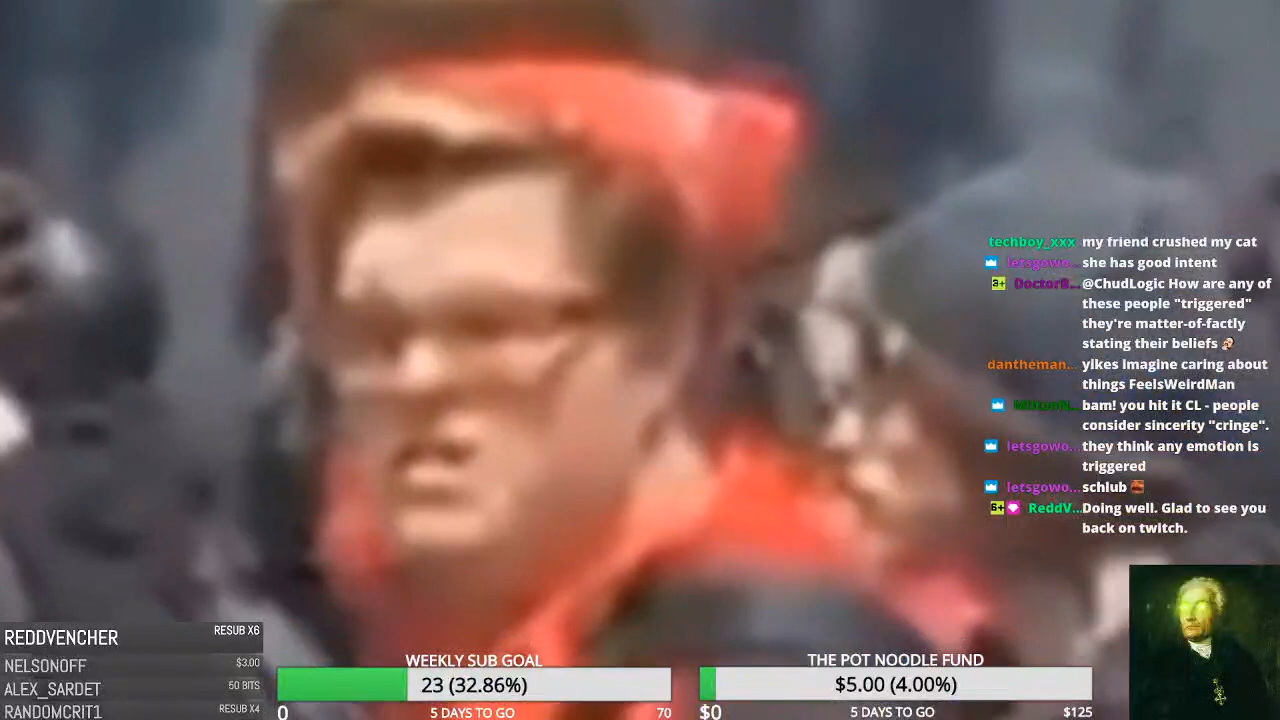 techboy_xxx my friend crushed my cat
letsgowo... she has good intent
3+ DoctorB... @ChudLogic How are any of
these people "triggered"
they're matter-of-factly
stating their beliefs
dantheman... yikes imagine caring about
things FeelsWeirdMan
bam! you hit it CL - people
consider sincerity "cringe".
letsgowo... they think any emotion is
triggered
letsgowo... schlub
6+ ReddV... Doing well. Glad to see you
back on twitch.
REDDVENCHER RESUB X6
NELSONOFF $3.00
ALEX_SARDET 50 BITS
RANDOMCRIT1 RESUB X4
WEEKLY SUB GOAL
23 (32.86%)
0 5 DAYS TO GO 70
THE POT NOODLE FUND
$5.00 (4.00%)
$0 5 DAYS TO GO $125